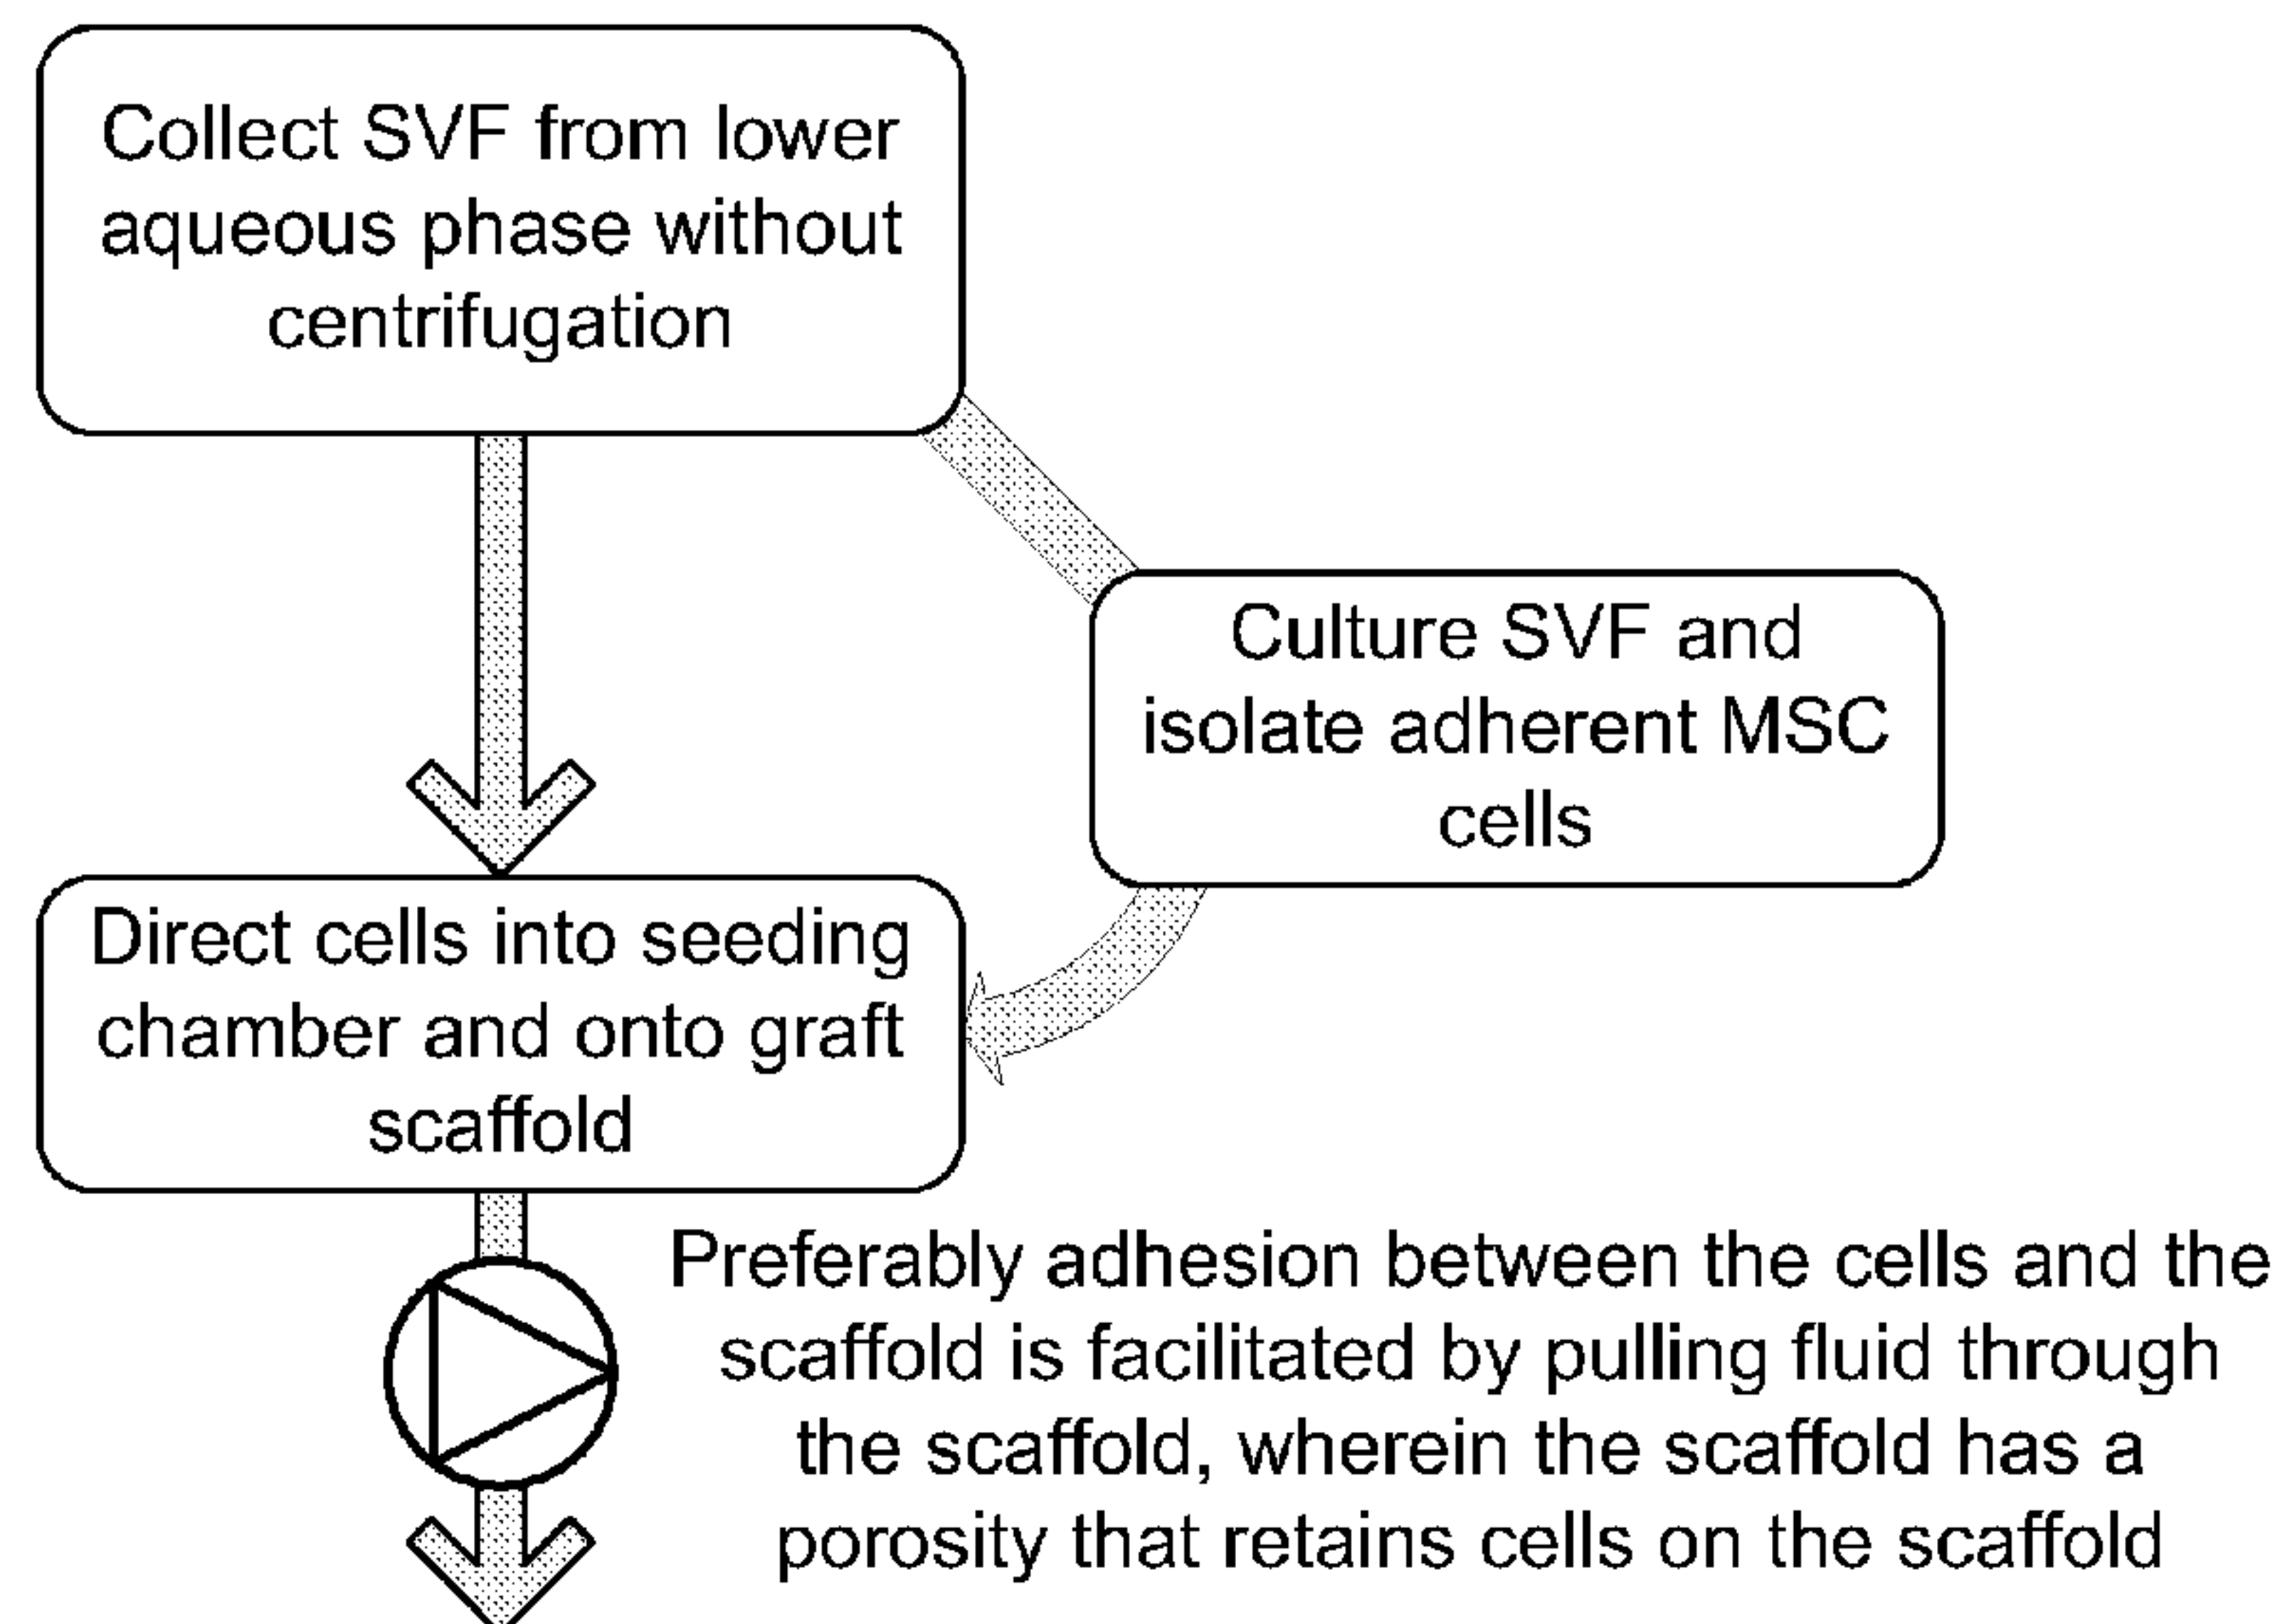 Collect SVF from lower
aqueous phase without
centrifugation
Culture SVF and
isolate adherent MSC
cells
Direct cells into seeding
chamber and onto graft
scaffold
Preferably adhesion between the cells and the
scaffold is facilitated by pulling fluid through
the scaffold, wherein the scaffold has a
porosity that retains cells on the scaffold